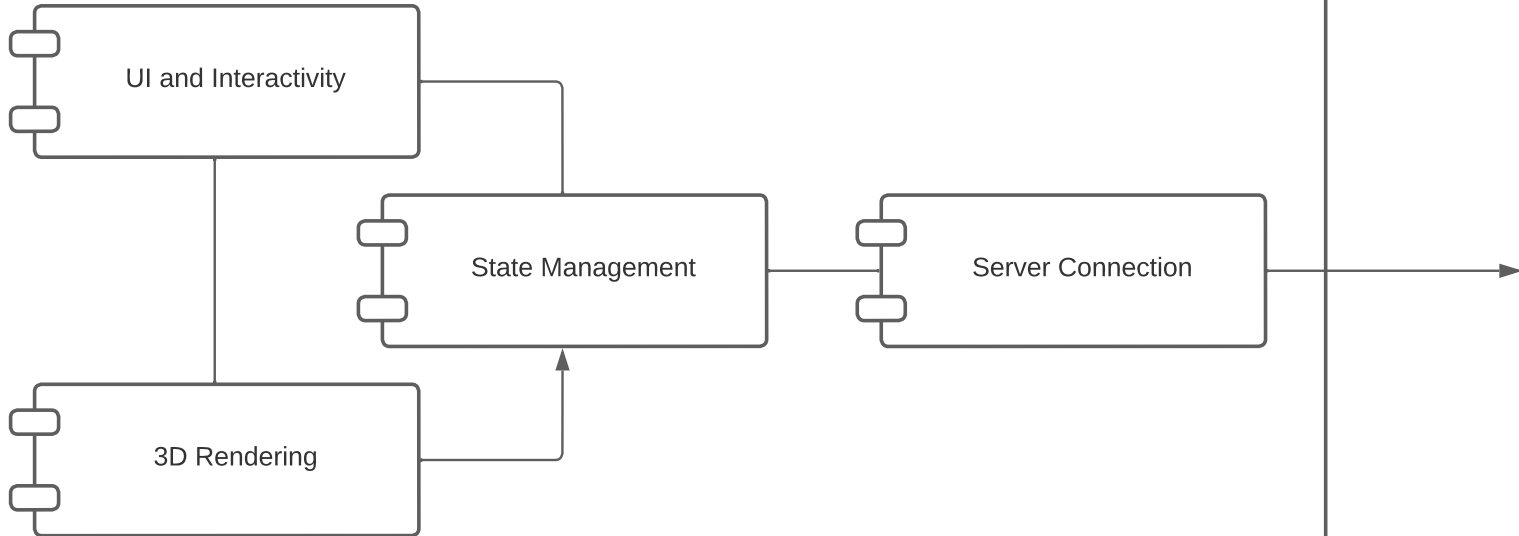 UI and Interactivity
State Management
Server Connection
3D Rendering